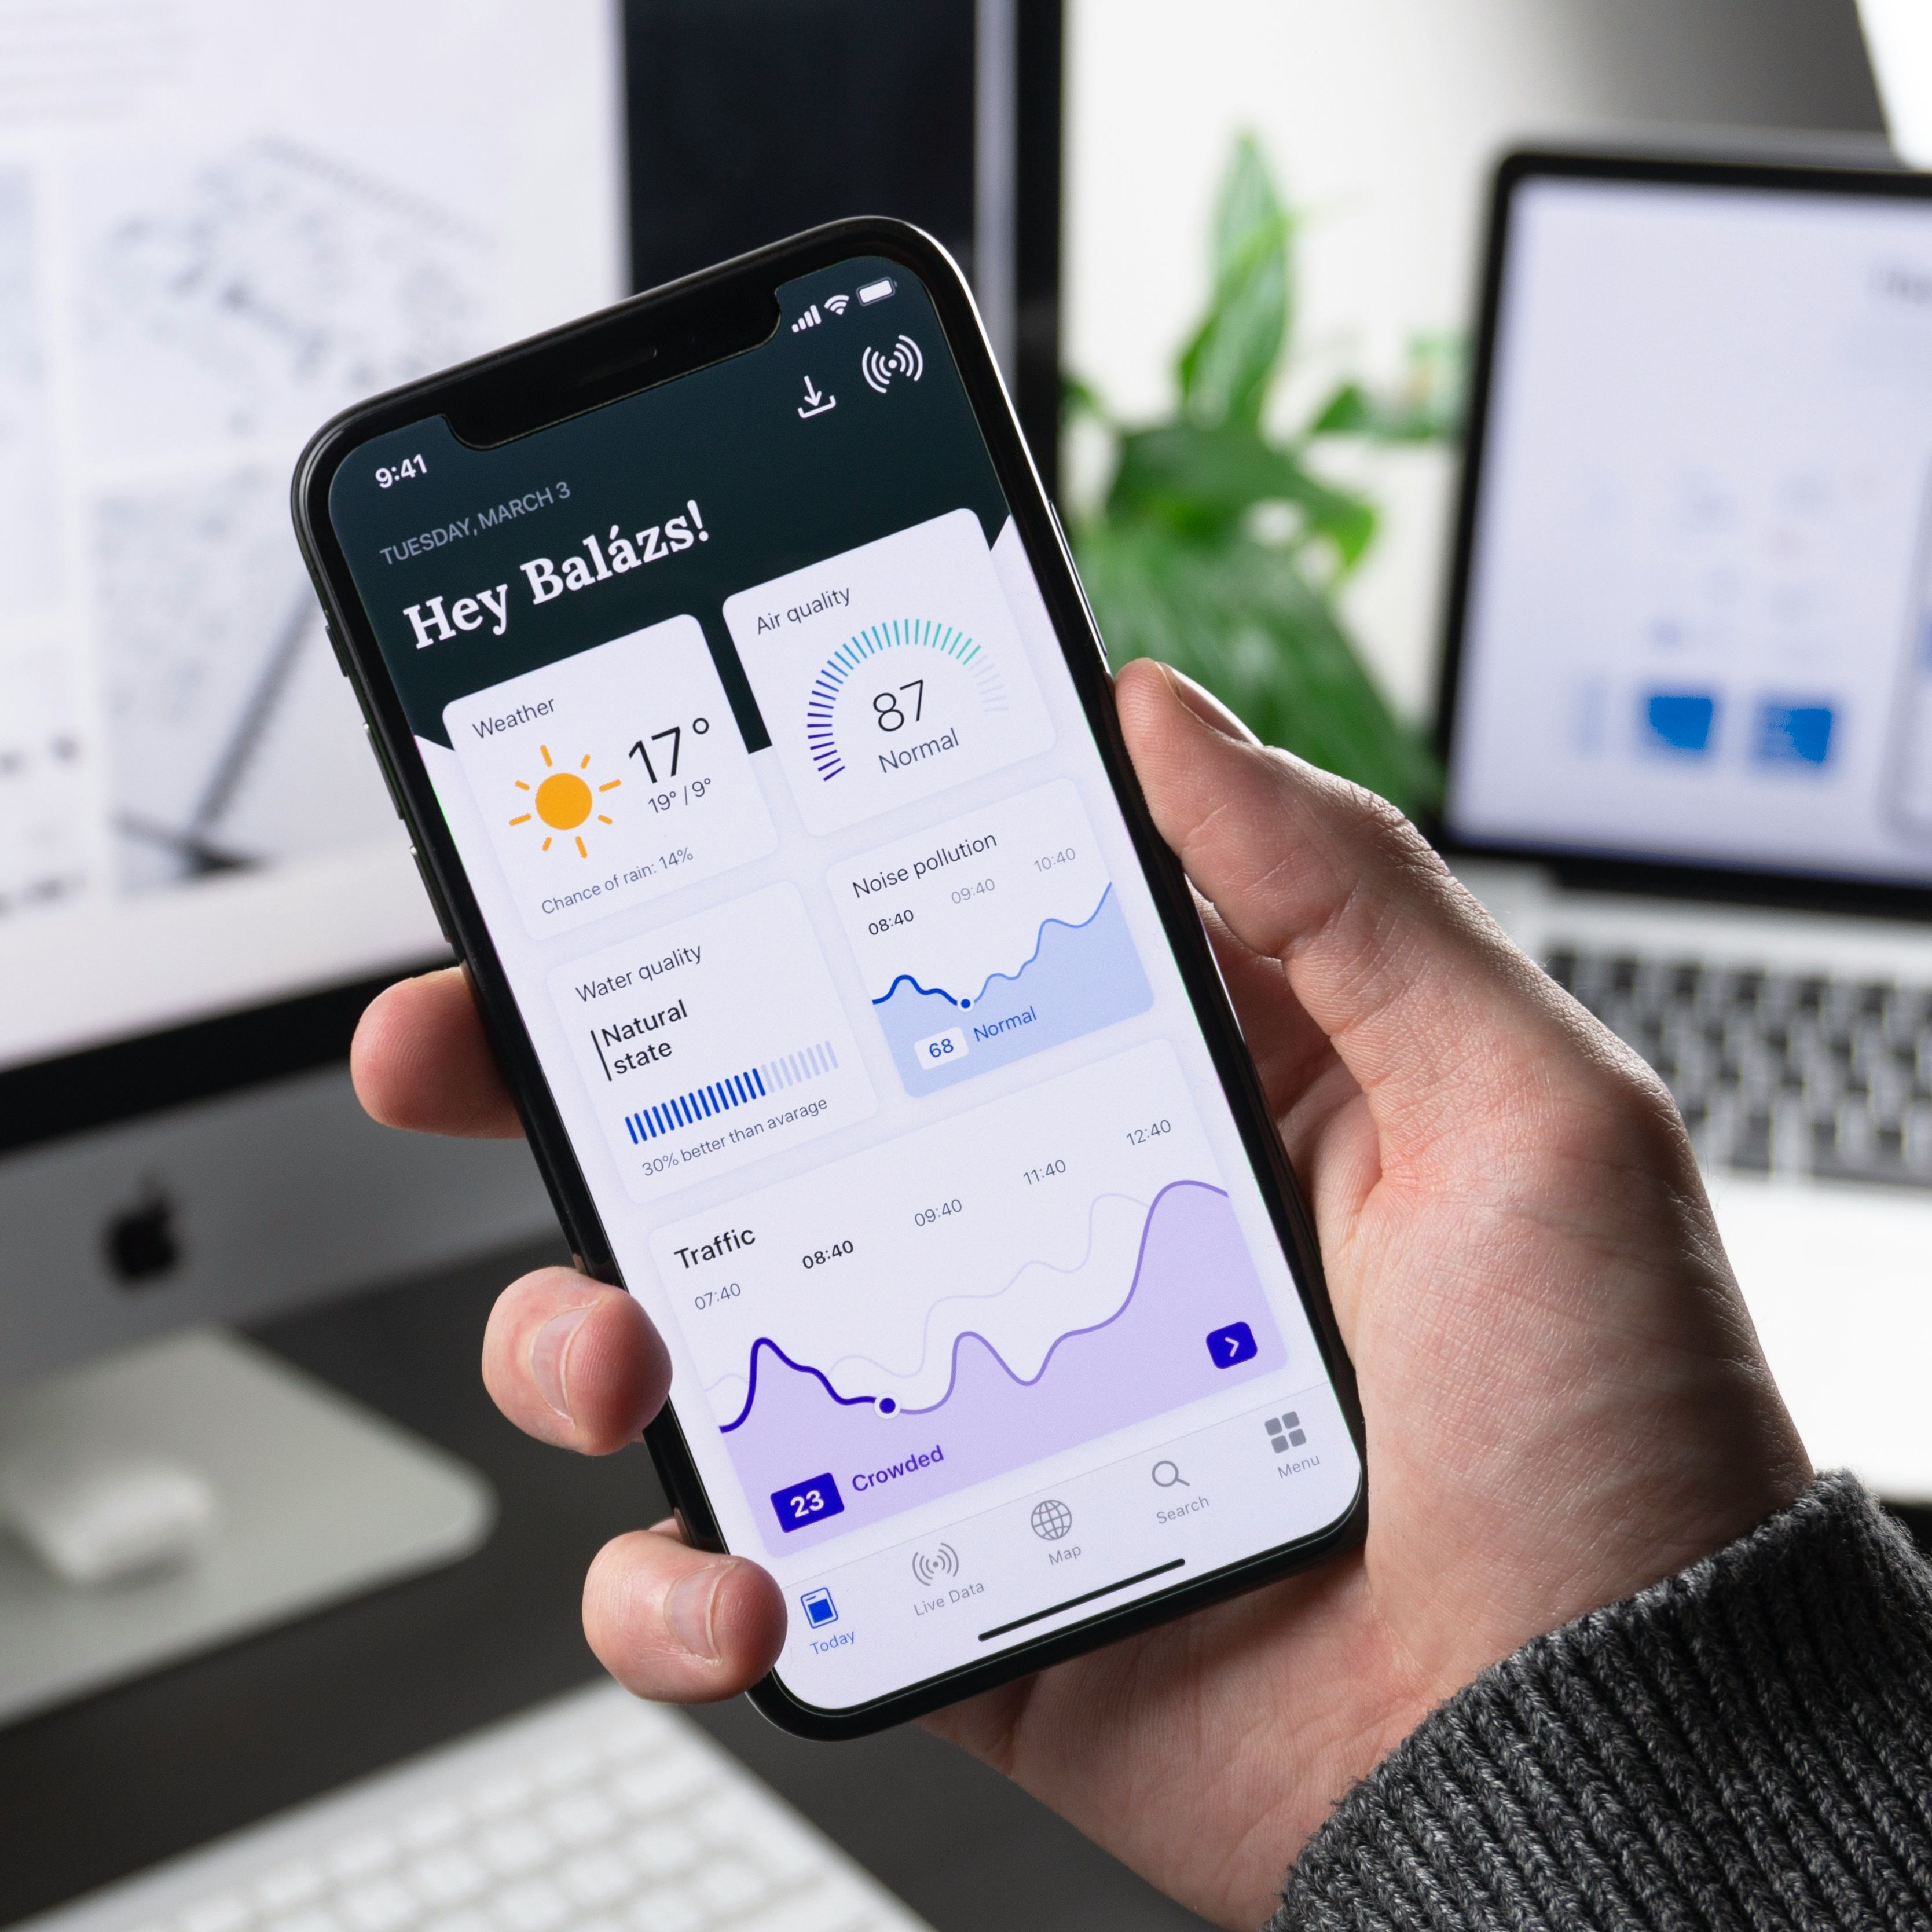 9:41
TUESDAY, MARCH 3
Hey Balázs!
Weather
17°
19° / 9°
Chance of rain: 14%
Air quality
87
Normal
Water quality
Natural
state
30% better than avarage
Noise pollution
08:40 09:40 10:40
68 Normal
Traffic
07:40 08:40 09:40 11:40 12:40
23 Crowded
Today Live Data Map Search Menu